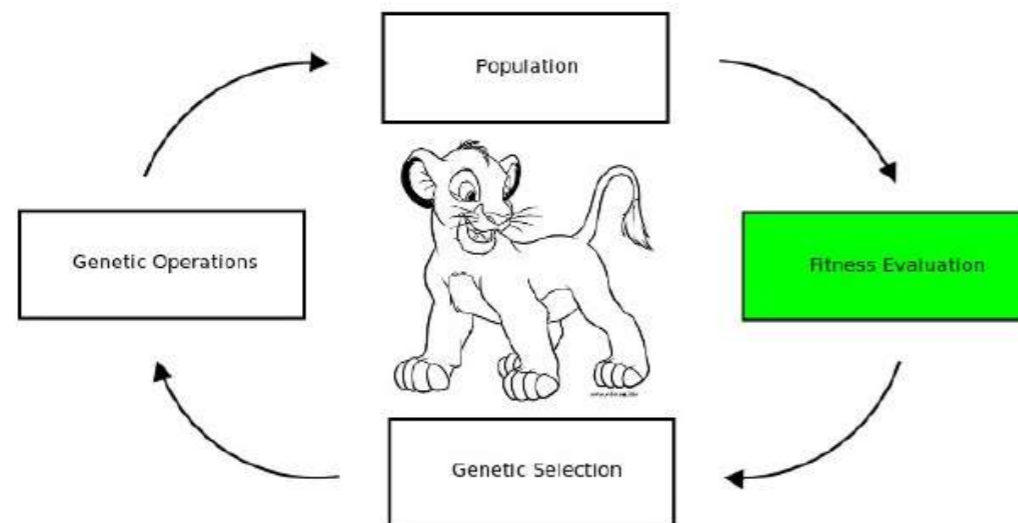 Population
Genetic Operations
Fitness Evaluation
Genetic Selection